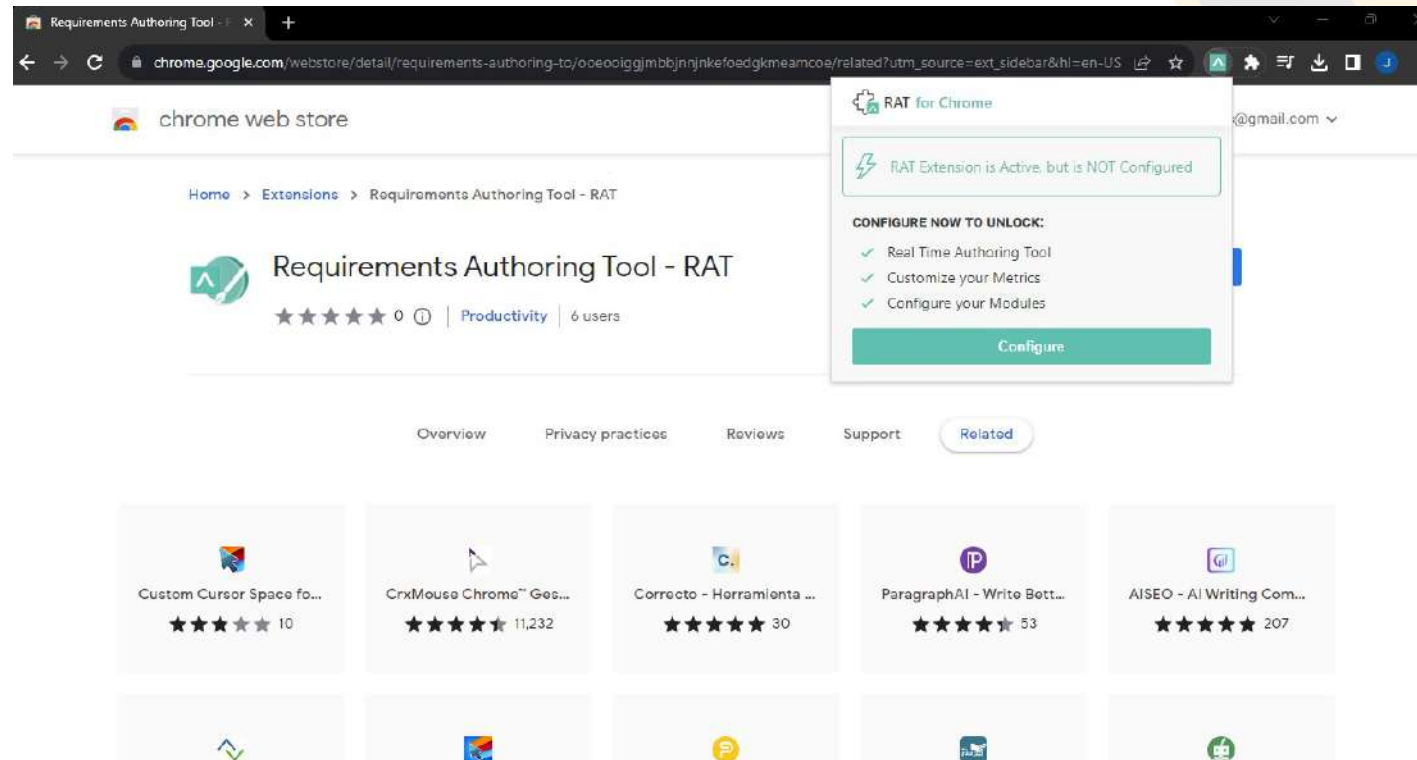 Requirements Authoring Tool - F
chrome.google.com/webstore/detail/requirements-authoring-to/ooeooiggjmbbjnnjnkefoedgkmeamcoe/related?utm_source=ext_sidebar&hl=en-US
J
chrome web store
@gmail.com
RAT for Chrome
RAT Extension is Active, but is NOT Configured
CONFIGURE NOW TO UNLOCK:
Real Time Authoring Tool
Customize your Metrics
Configure your Modules
Configure
Home > Extensions > Requirements Authoring Tool - RAT
Requirements Authoring Tool - RAT
0 | Productivity | 6 users
Overview Privacy practices Reviews Support Related
Custom Cursor Space fo... CrxMouse Chrome™ Ges... Correcto - Herramienta ... ParagraphAI - Write Bett... AISEO - AI Writing Com...
10 11,232 30 53 207